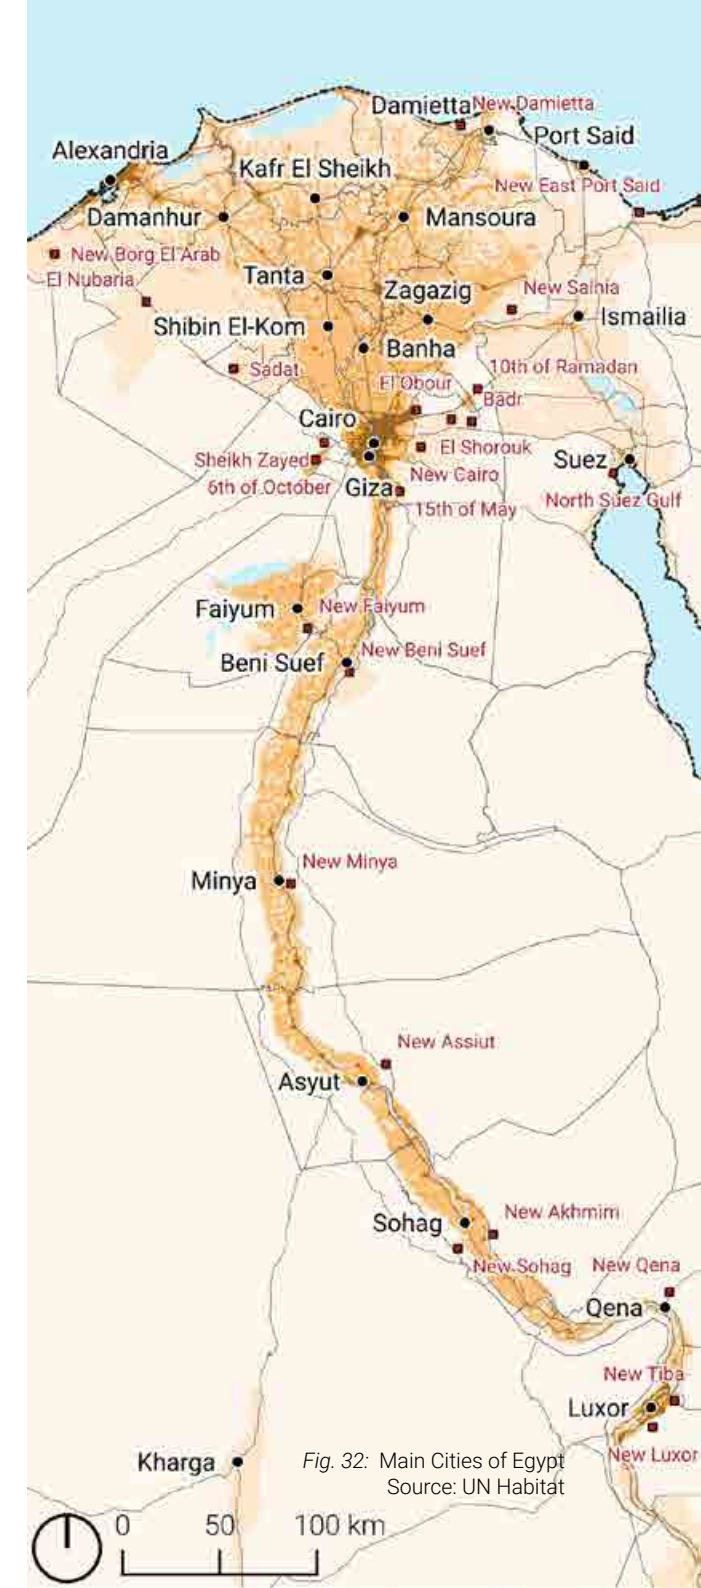 Damietta
New Damietta
Port Said
Alexandria
Kafr El Sheikh
New East Port Said
Damanhur
Mansoura
New Borg El Arab
El Nubaria
Tanta
Zagazig
New Salhia
Ismailia
Shibin El-Kom
Banha
Sadat
10th of Ramadan
El Obour
Badr
Cairo
El Shorouk
Sheikh Zayed
Suez
New Cairo
6th of October
Giza
North Suez Gulf
15th of May
Faiyum
New Faiyum
Beni Suef
New Beni Suef
New Minya
Minya
New Assiut
Asyut
New Akhmim
Sohag
New Sohag
New Qena
Qena
New Tiba
Luxor
New Luxor
Kharga
Fig. 32: Main Cities of Egypt
Source: UN Habitat
0 50 100 km